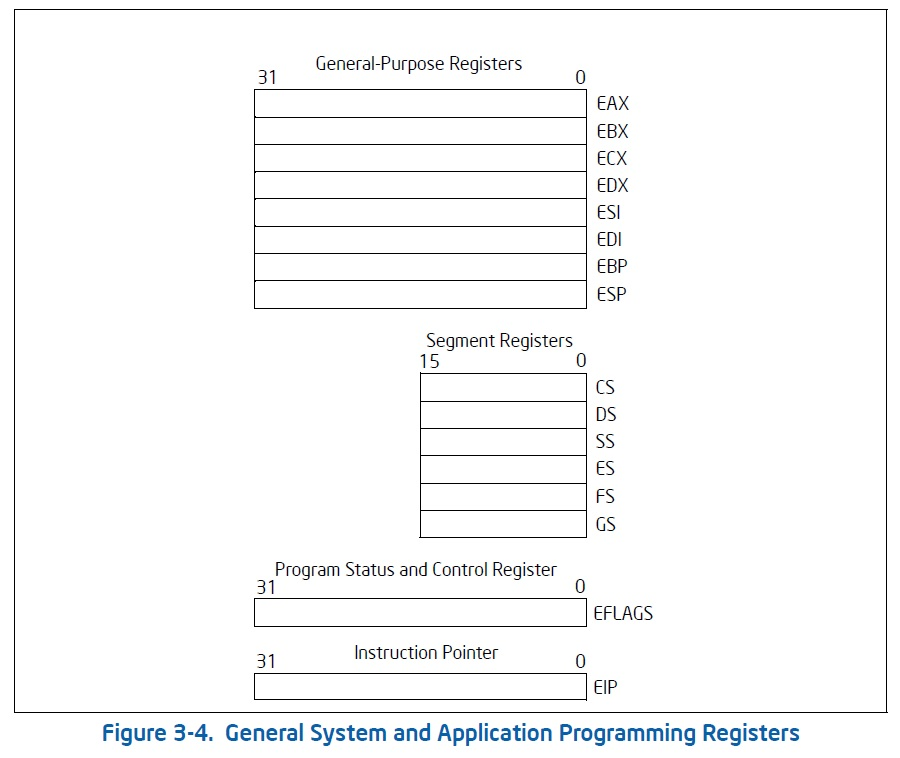 General-Purpose Registers
31 0
EAX
EBX
ECX
EDX
ESI
EDI
EBP
ESP
Segment Registers
15 0
CS
DS
SS
ES
FS
GS
Program Status and Control Register
31 0
EFLAGS
Instruction Pointer
31 0
EIP
Figure 3-4. General System and Application Programming Registers